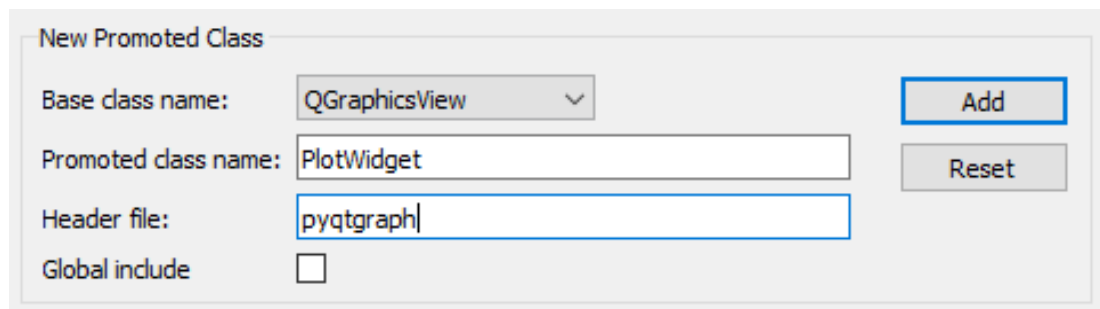 New Promoted Class
Base class name: QGraphicsView
Add
Promoted class name: PlotWidget
Reset
Header file: pyqtgraph
Global include